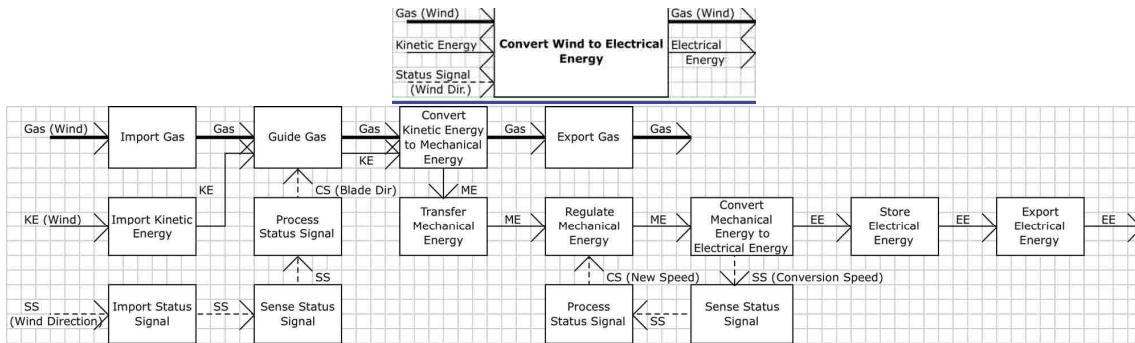 Gas (Wind)
Gas (Wind)
Kinetic Energy
Convert Wind to Electrical
Energy
Electrical
Energy
Status Signal
(Wind Dir.)
Gas (Wind)
Import Gas
Gas
Guide Gas
Gas
Convert
Kinetic Energy
to Mechanical
Energy
Gas
Export Gas
Gas
KE
KE
CS (Blade Dir)
ME
KE (Wind)
Import Kinetic
Energy
Process
Status Signal
Transfer
Mechanical
Energy
ME
Regulate
Mechanical
Energy
ME
Convert
Mechanical
Energy to
Electrical Energy
EE
Store
Electrical
Energy
EE
Export
Electrical
Energy
EE
SS
CS (New Speed)
SS (Conversion Speed)
SS
(Wind Direction)
Import Status
Signal
SS
Sense Status
Signal
Process
Status Signal
SS
Sense Status
Signal